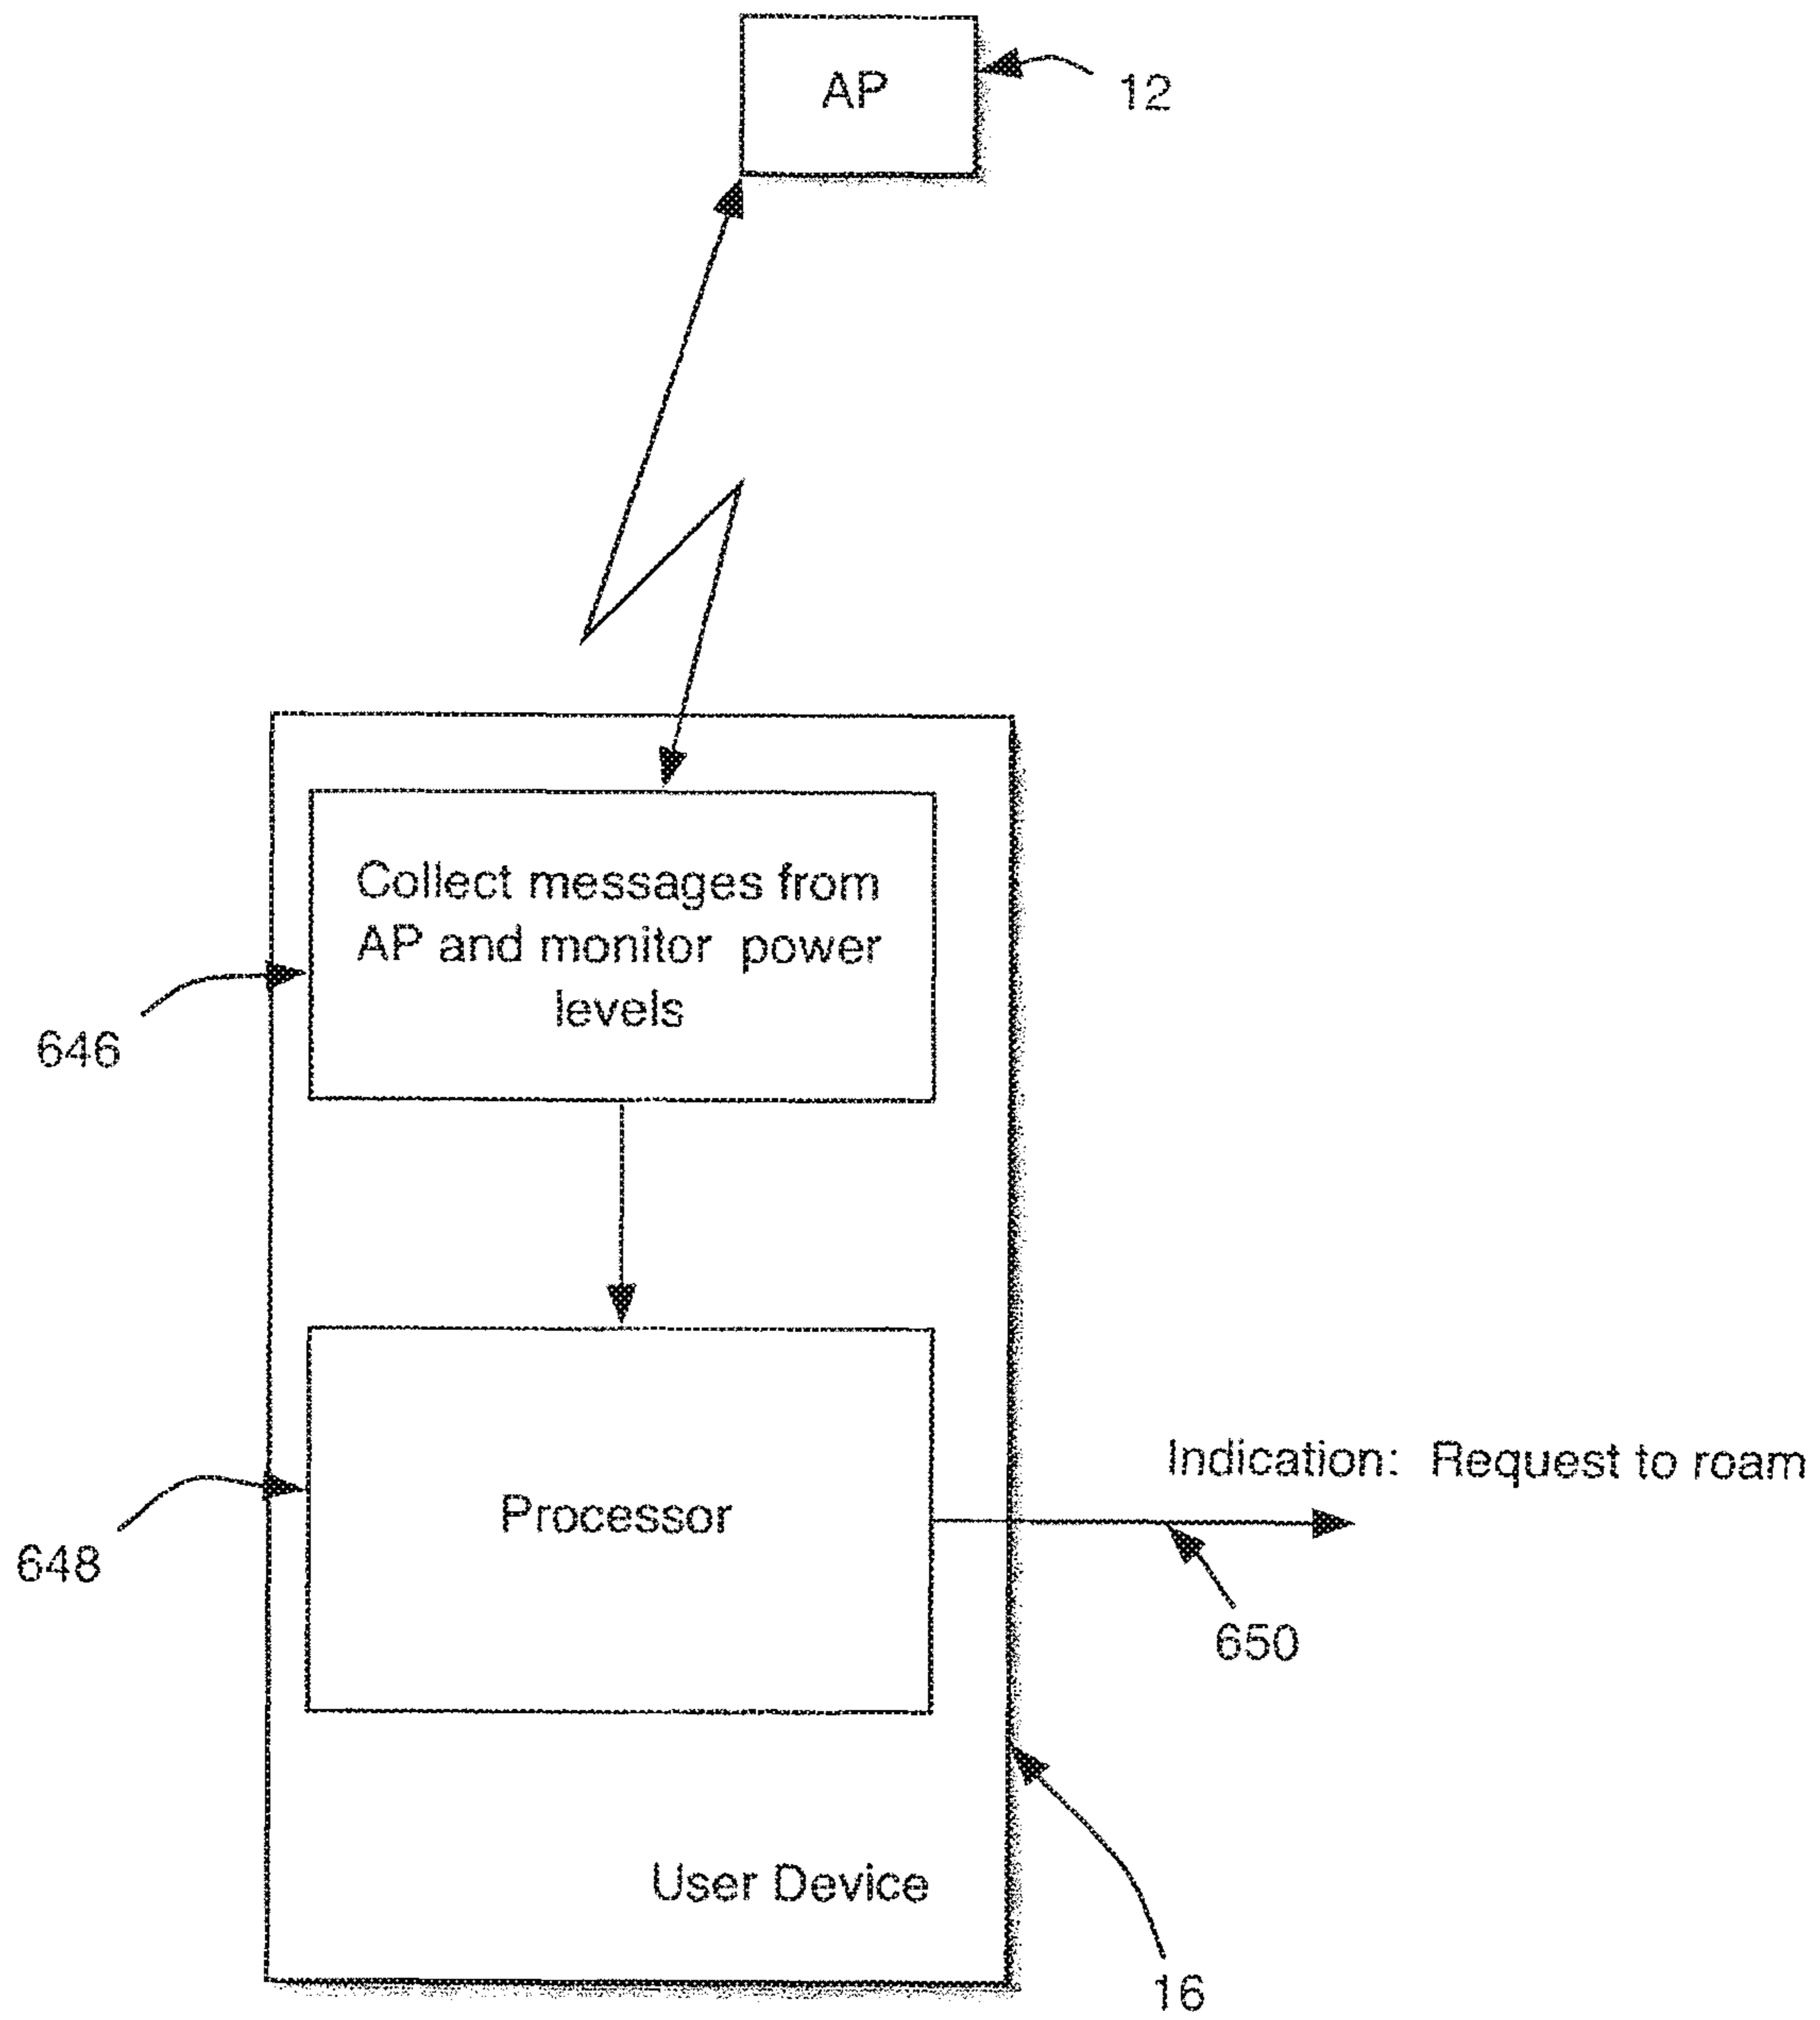 AP
12
Collect messages from
AP and monitor power
levels
646
Indication: Request to roam
Processor
648
650
User Device
16